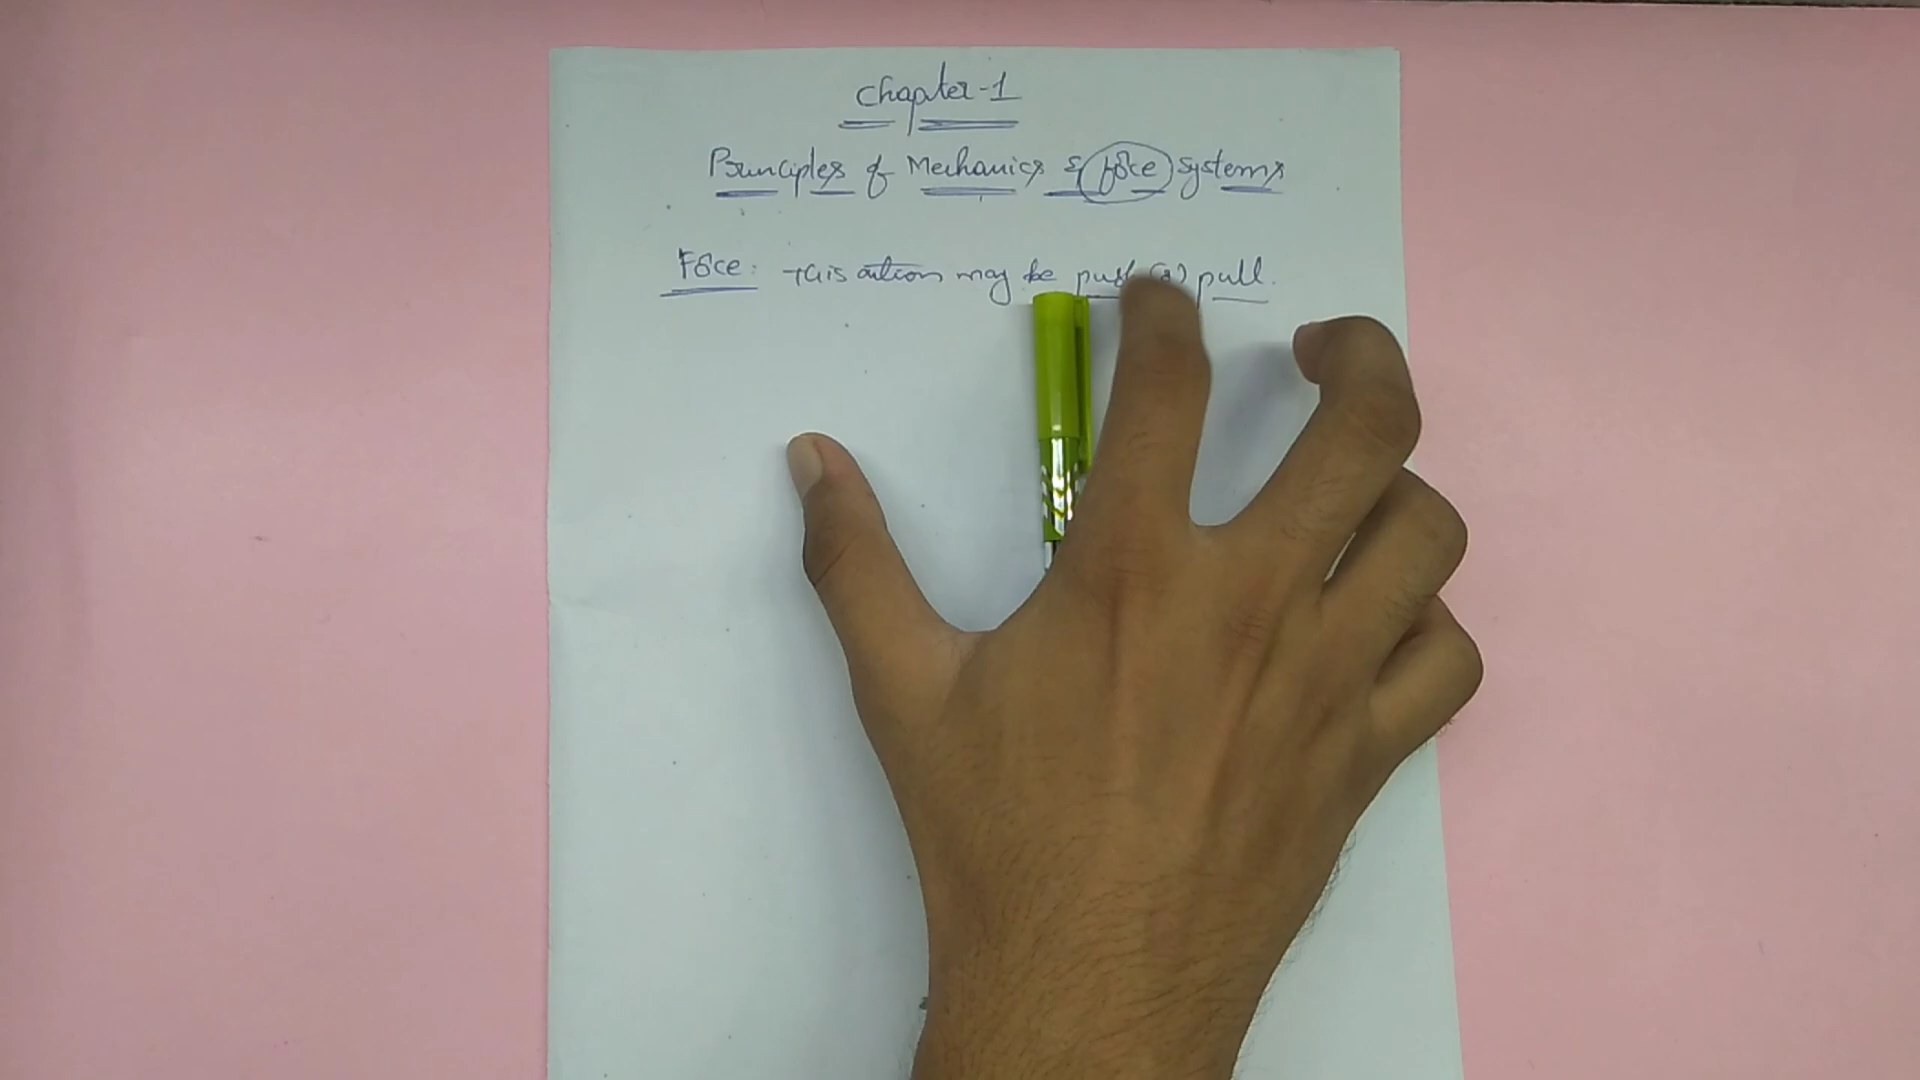 Chapter-1
Principles of Mechanics & force systems
Force: This action may be push (or) pull.